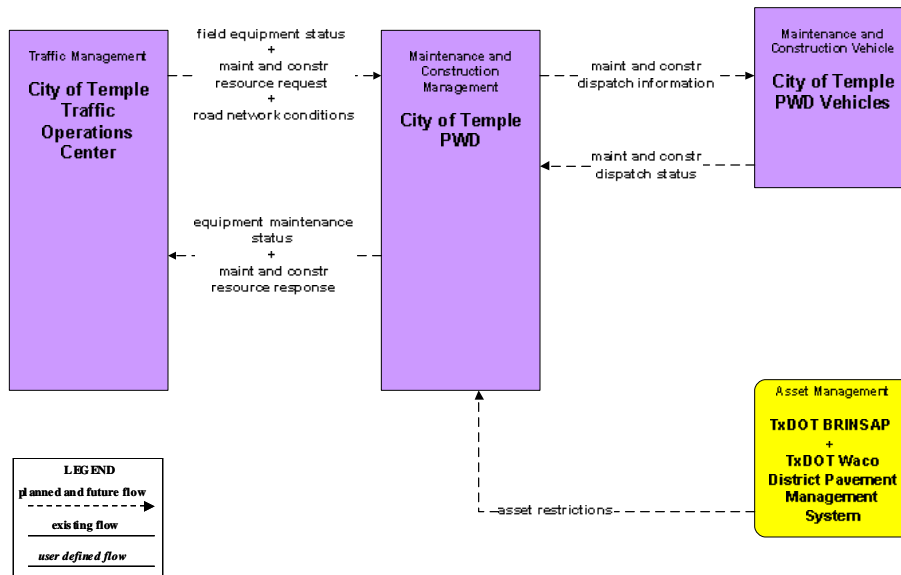 Traffic Management
City of Temple
Traffic
Operations
Center
field equipment status
+
maint and constr
resource request
+
road network conditions
equipment maintenance
status
+
maint and constr
resource response
Maintenance and
Construction
Management
City of Temple
PWD
maint and constr
dispatch information
maint and constr
dispatch status
Maintenance and
Construction Vehicle
City of Temple
PWD Vehicles
Asset Management
TxDOT BRINSAP
+
TxDOT Waco
District Pavement
Management
System
asset restrictions
LEGEND
planned and future flow
existing flow
user defined flow